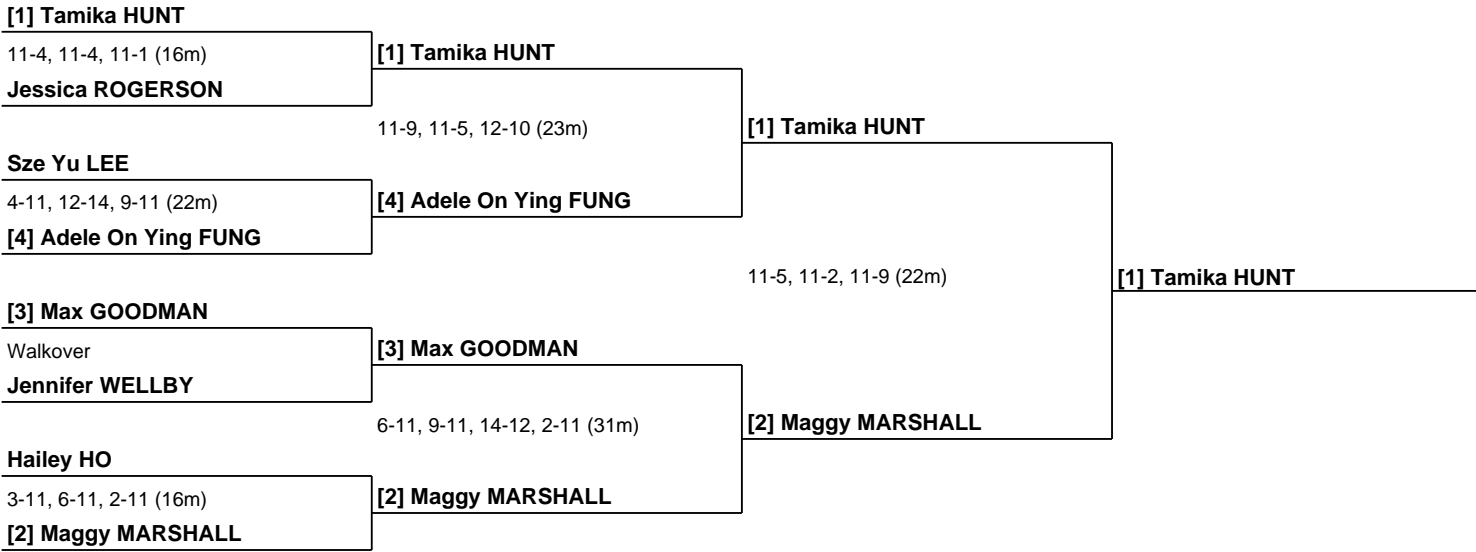 [1] Tamika HUNT
11-4, 11-4, 11-1 (16m)
Jessica ROGERSON
[1] Tamika HUNT
11-9, 11-5, 12-10 (23m)
Sze Yu LEE
4-11, 12-14, 9-11 (22m)
[4] Adele On Ying FUNG
[4] Adele On Ying FUNG
[1] Tamika HUNT
11-5, 11-2, 11-9 (22m)
[1] Tamika HUNT
[3] Max GOODMAN
Walkover
Jennifer WELLBY
[3] Max GOODMAN
6-11, 9-11, 14-12, 2-11 (31m)
[2] Maggy MARSHALL
Hailey HO
3-11, 6-11, 2-11 (16m)
[2] Maggy MARSHALL
[2] Maggy MARSHALL